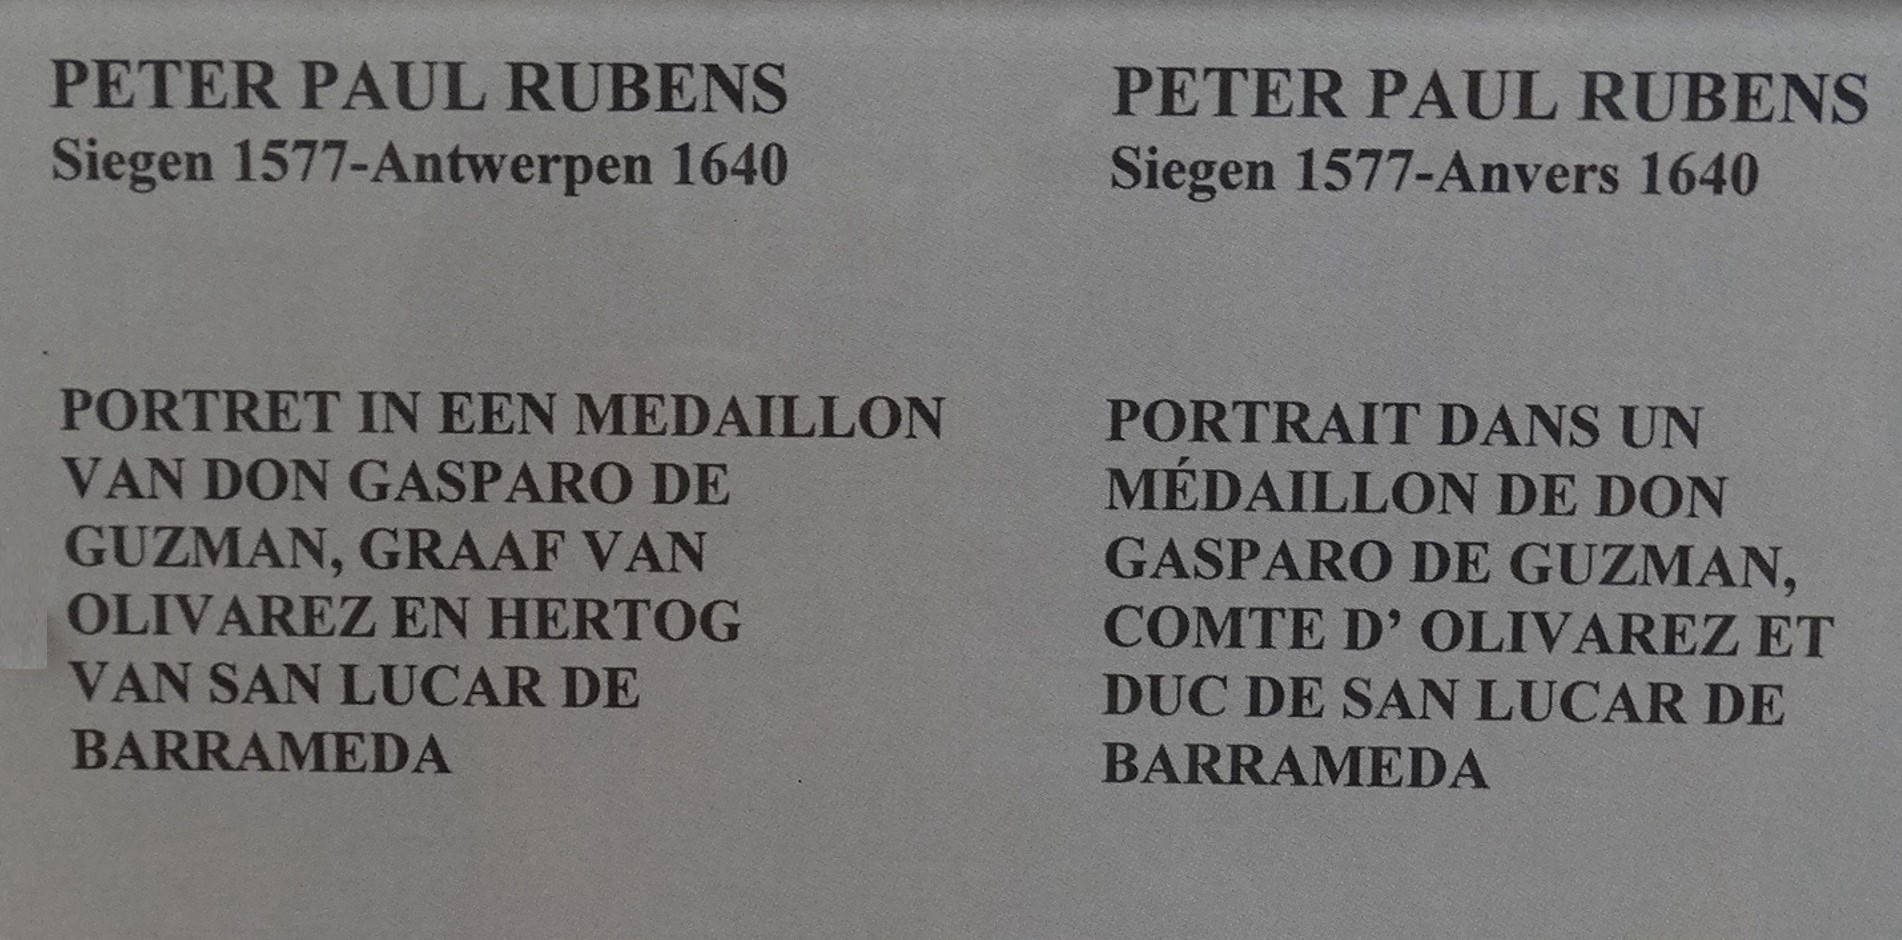 PETER PAUL RUBENS
Siegen 1577-Antwerpen 1640
PORTRET IN EEN MEDAILLON
VAN DON GASPARO DE
GUZMAN, GRAAF VAN
OLIVAREZ EN HERTOG
VAN SAN LUCAR DE
BARRAMEDA
PETER PAUL RUBENS
Siegen 1577-Anvers 1640
PORTRAIT DANS UN
MÉDAILLON DE DON
GASPARO DE GUZMAN,
COMTE D’ OLIVAREZ ET
DUC DE SAN LUCAR DE
BARRAMEDA